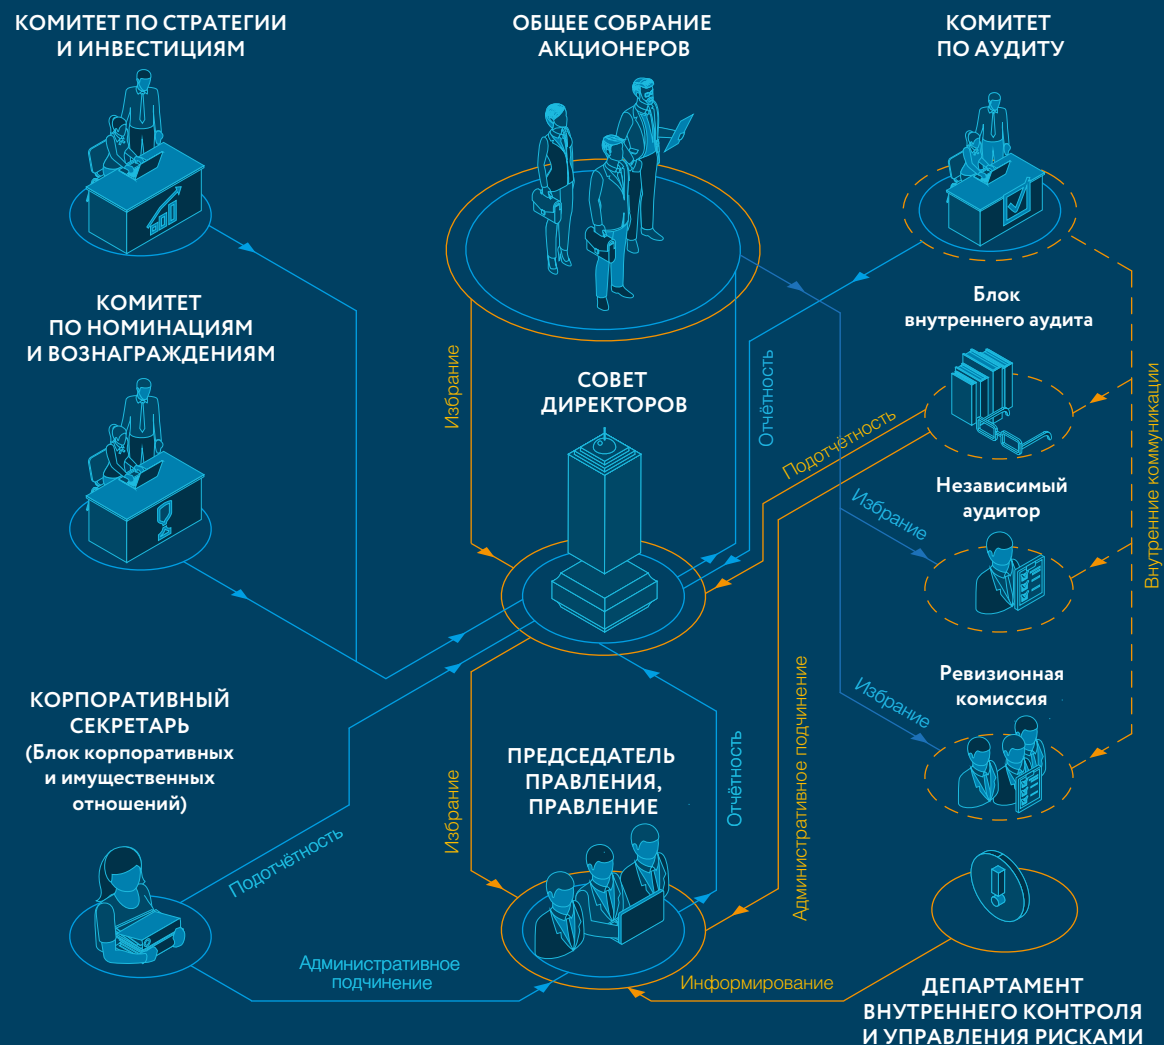 КОМИТЕТ ПО СТРАТЕГИИ
И ИНВЕСТИЦИЯМ
ОБЩЕЕ СОБРАНИЕ
АКЦИОНЕРОВ
КОМИТЕТ
ПО АУДИТУ
КОМИТЕТ
ПО НОМИНАЦИЯМ
И ВОЗНАГРАЖДЕНИЯМ
Блок
внутреннего аудита
Избрание
СОВЕТ
ДИРЕКТОРОВ
Отчётность
Подотчётность
Внутренние коммуникации
Независимый
аудитор
Избрание
Ревизионная
комиссия
Избрание
КОРПОРАТИВНЫЙ
СЕКРЕТАРЬ
(Блок корпоративных
и имущественных
отношений)
ПРЕДСЕДАТЕЛЬ
ПРАВЛЕНИЯ,
ПРАВЛЕНИЕ
Избрание
Отчётность
Административное подчинение
Подотчётность
Административное
подчинение
Информирование
ДЕПАРТАМЕНТ
ВНУТРЕННЕГО КОНТРОЛЯ
И УПРАВЛЕНИЯ РИСКАМИ